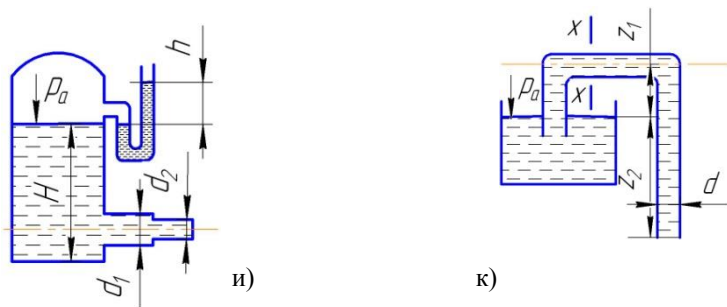 h
x
z₁
pₐ
pₐ
x
H
d₂
z₂
d
d₁
и)
к)